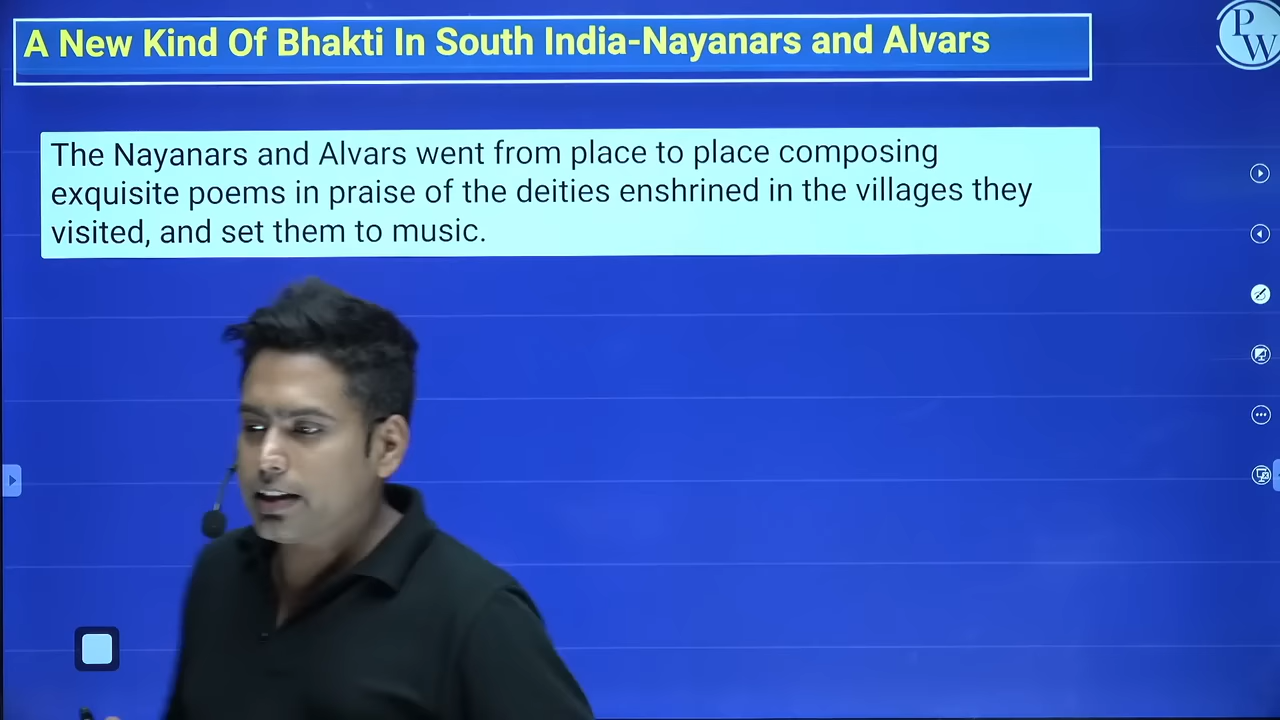 A New Kind Of Bhakti In South India-Nayanars and Alvars
PW
The Nayanars and Alvars went from place to place composing
exquisite poems in praise of the deities enshrined in the villages they
visited, and set them to music.